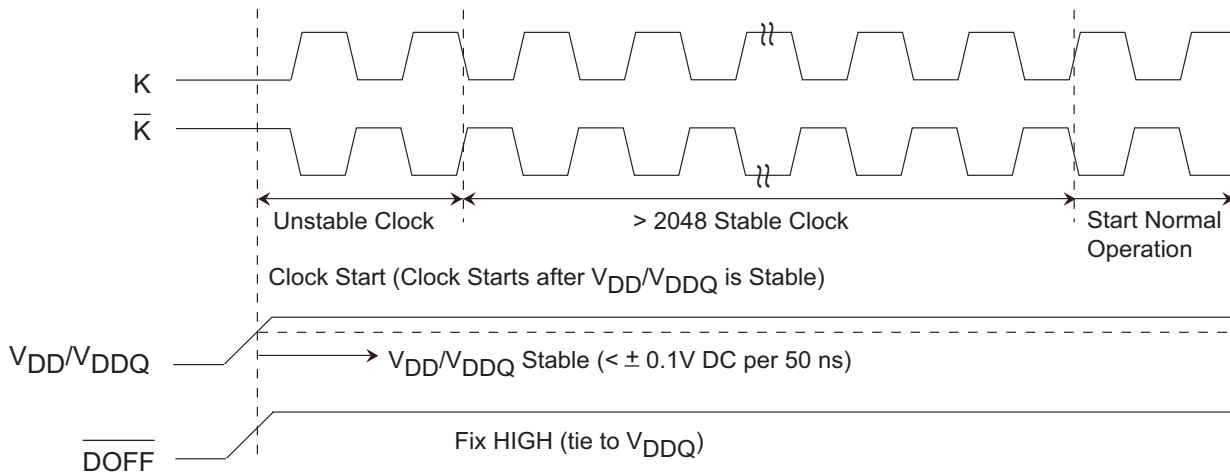 K
K̅
Unstable Clock
> 2048 Stable Clock
Start Normal
Operation
Clock Start (Clock Starts after VDD/VDDQ is Stable)
VDD/VDDQ
VDD/VDDQ Stable (< ± 0.1V DC per 50 ns)
Fix HIGH (tie to VDDQ)
D̅O̅F̅F̅